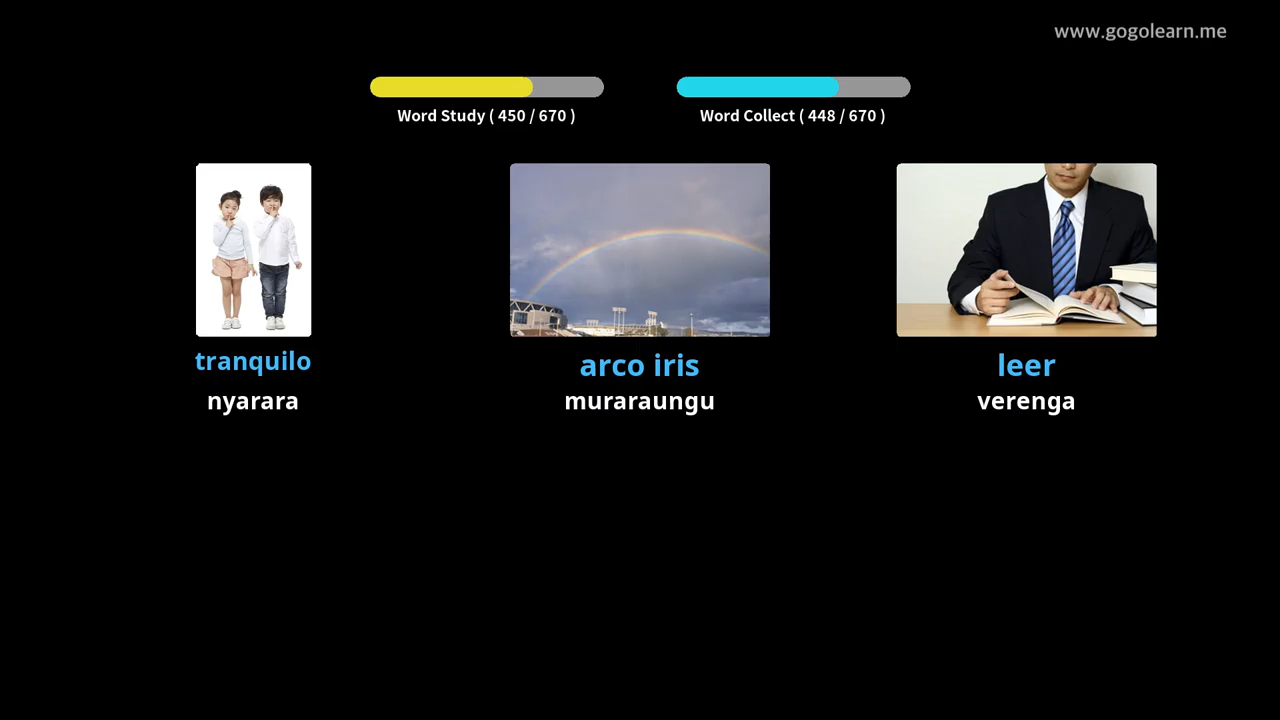 www.gogolearn.me
Word Study ( 450 / 670 )
Word Collect ( 448 / 670 )
tranquilo
nyarara
arco iris
muraraungu
leer
verenga